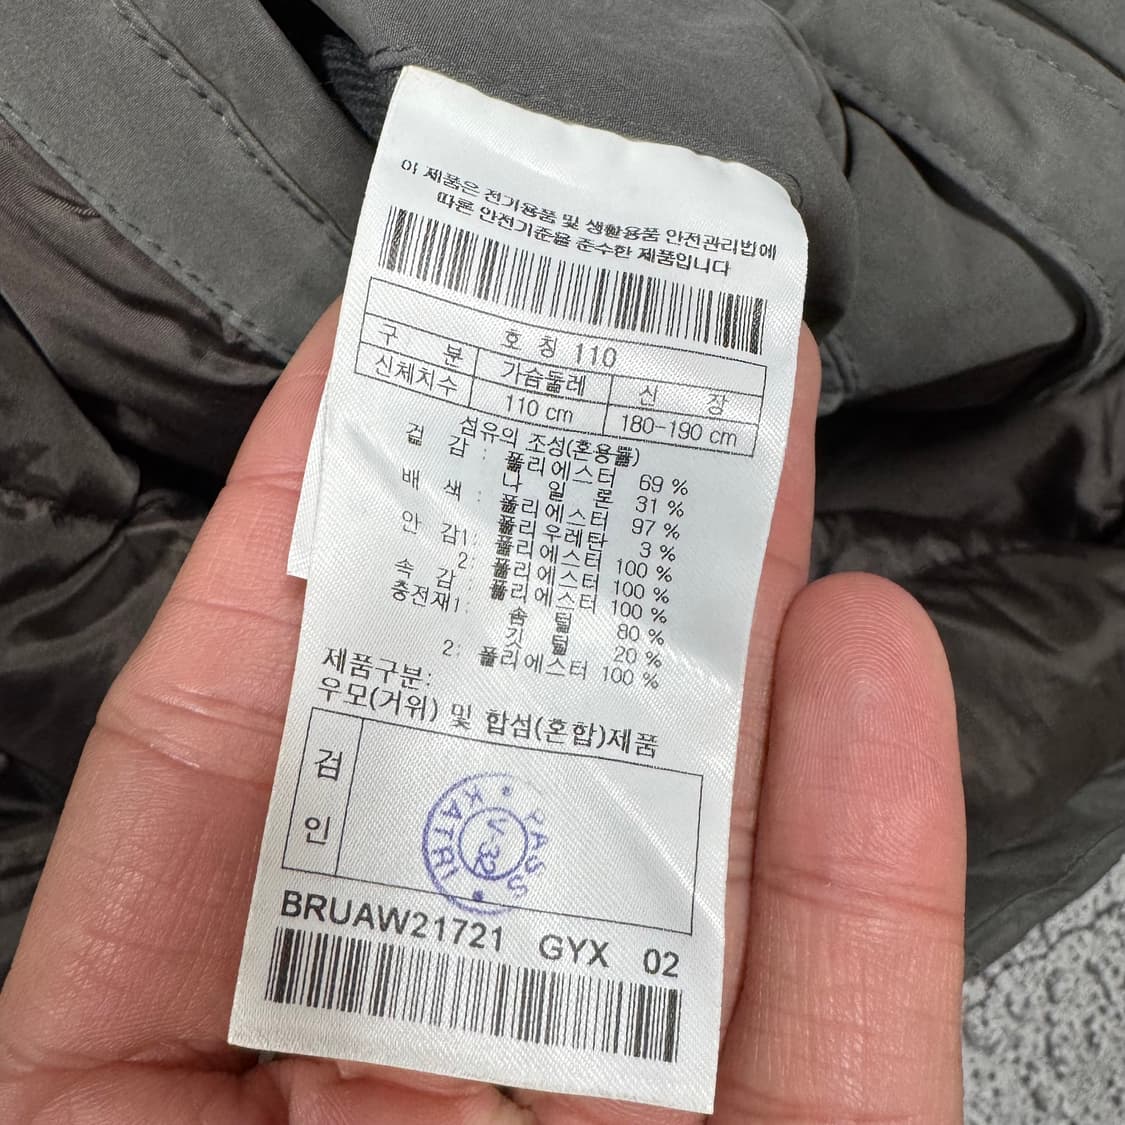 이 제품은 전기용품 및 생활용품 안전관리법에
따른 안전기준을 준수한 제품입니다
호 칭 110
구 분 가슴둘레 신 장
신체치수 110 cm 180-190 cm
섬유의 조성(혼용률)
겉 감 : 폴리에스터 69 %
나 일 론 31 %
배 색 : 폴리에스터 97 %
폴리우레탄 3 %
안 감1: 폴리에스터 100 %
2: 폴리에스터 100 %
속 감 : 폴리에스터 100 %
충전재1: 솜 털 80 %
깃 털 20 %
2: 폴리에스터 100 %
제품구분:
우모(거위) 및 합섬(혼합)제품
검
인
PASS
KATRI
V-32
BRUAW21721 GYX 02